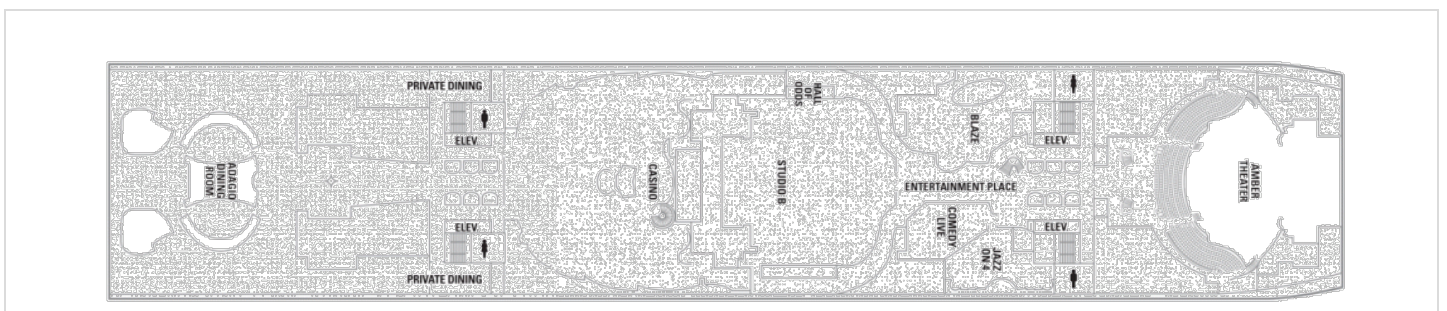 PRIVATE DINING
ELEV.
ADAGIO
DINING
ROOM
ELEV.
PRIVATE DINING
CASINO
HALL
OF
ODDS
STUDIO B
BLAZE
ELEV.
ENTERTAINMENT PLACE
COMEDY
LIVE
ELEV.
JAZZ
ON 4
AMBER
THEATER